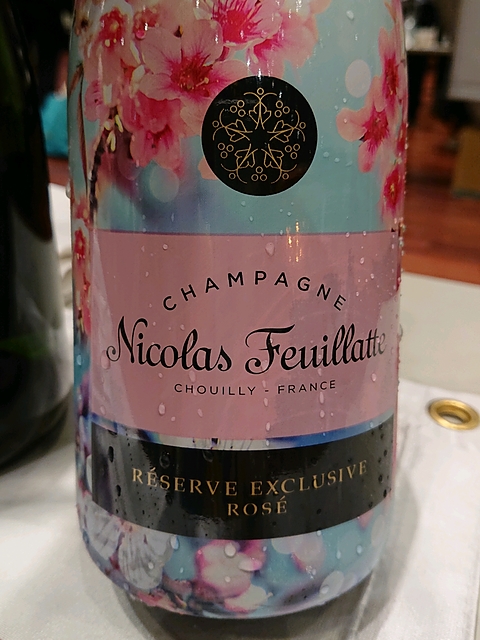 CHAMPAGNE
Nicolas Feuillatte
CHOUILLY - FRANCE
RÉSERVE EXCLUSIVE
ROSÉ